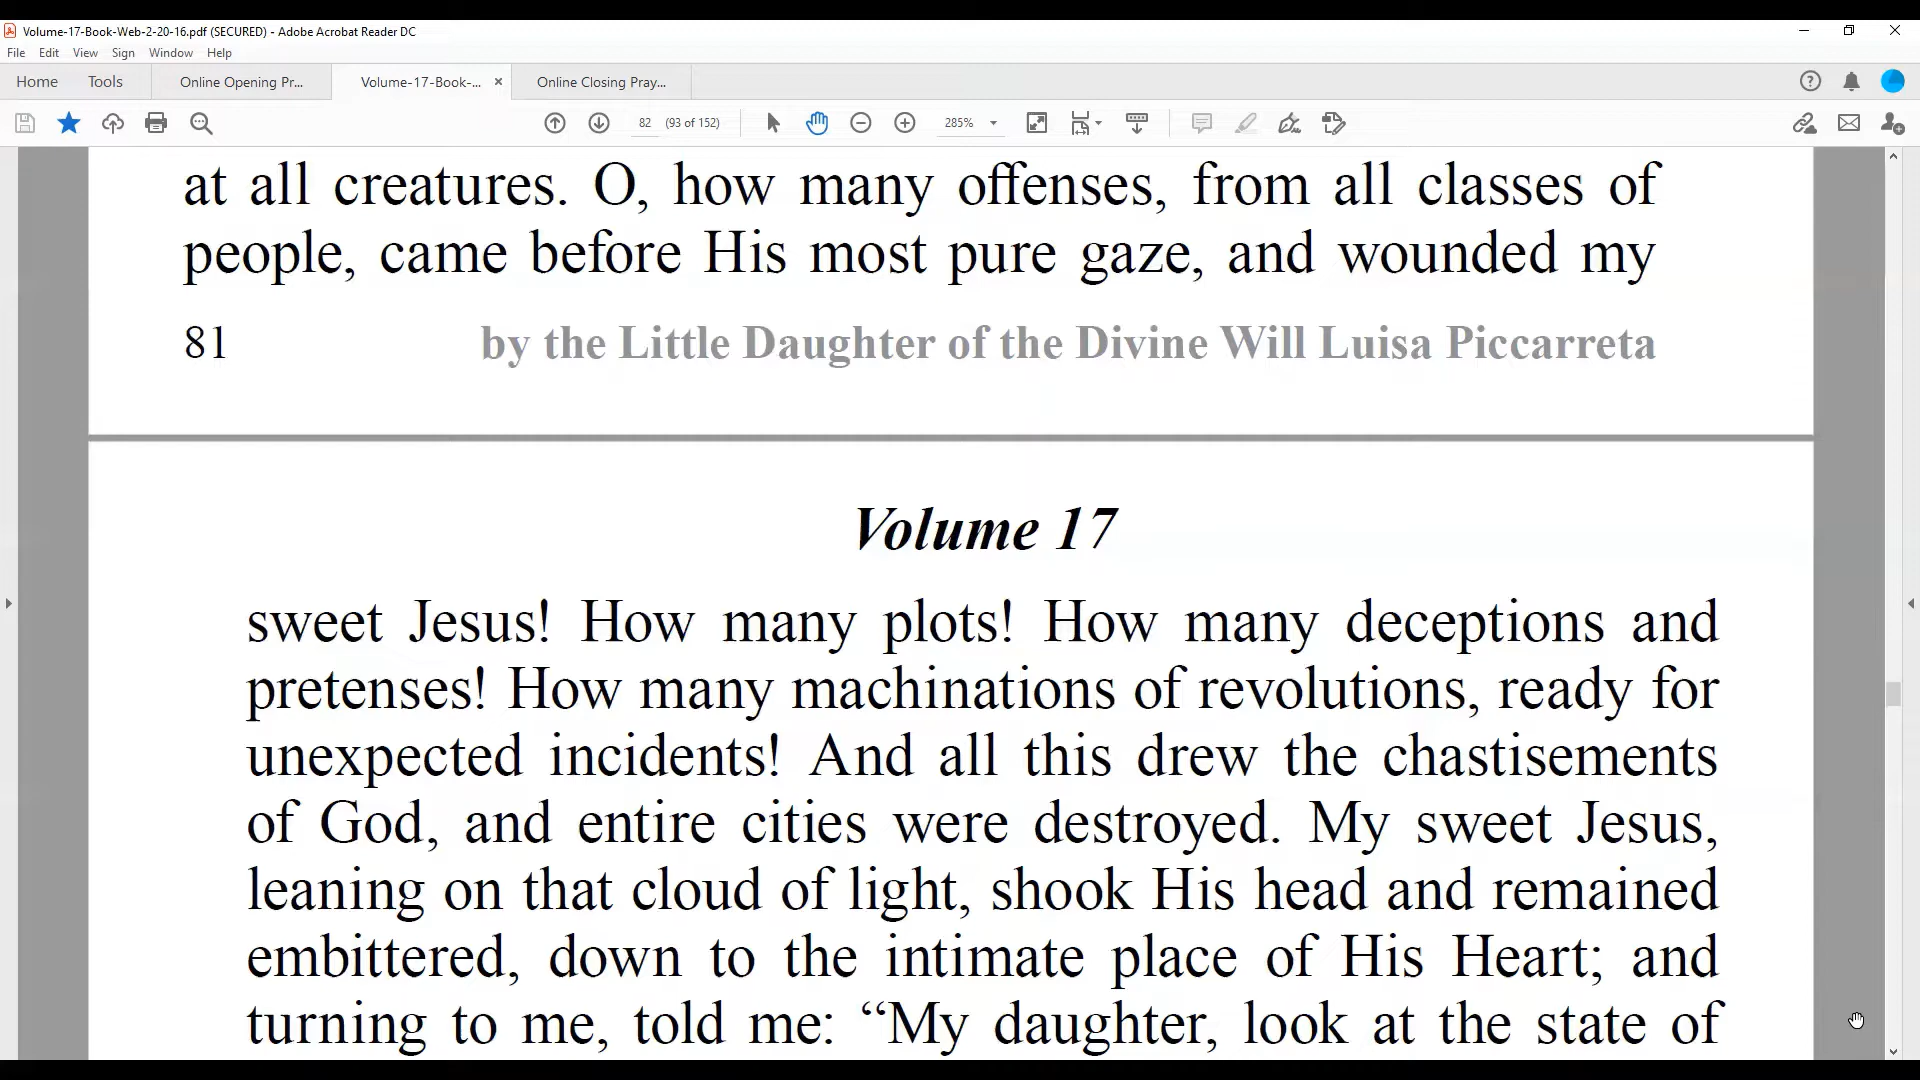 Volume-17-Book-Web-2-20-16.pdf (SECURED) - Adobe Acrobat Reader DC
File Edit View Sign Window Help
Home Tools Online Opening Pr... Volume-17-Book-... × Online Closing Pray...
82 (93 of 152) 285%
at all creatures. O, how many offenses, from all classes of
people, came before His most pure gaze, and wounded my
81 by the Little Daughter of the Divine Will Luisa Piccarreta
Volume 17
sweet Jesus! How many plots! How many deceptions and
pretenses! How many machinations of revolutions, ready for
unexpected incidents! And all this drew the chastisements
of God, and entire cities were destroyed. My sweet Jesus,
leaning on that cloud of light, shook His head and remained
embittered, down to the intimate place of His Heart; and
turning to me, told me: “My daughter, look at the state of